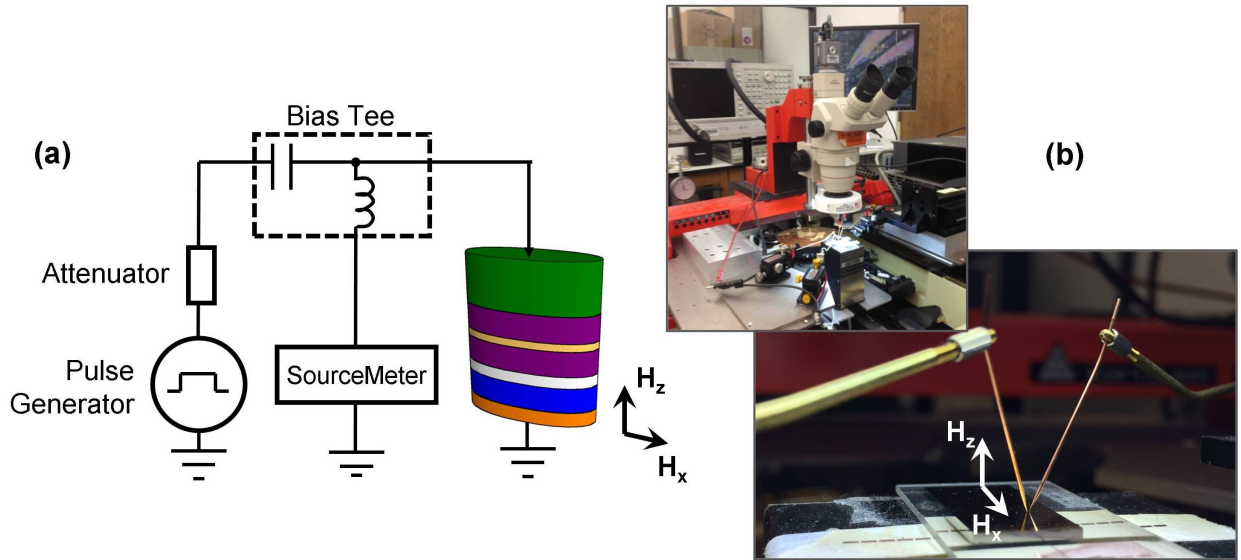 (a)
Bias Tee
Attenuator
Pulse
Generator
SourceMeter
Hz
Hx
(b)
Hz
Hx